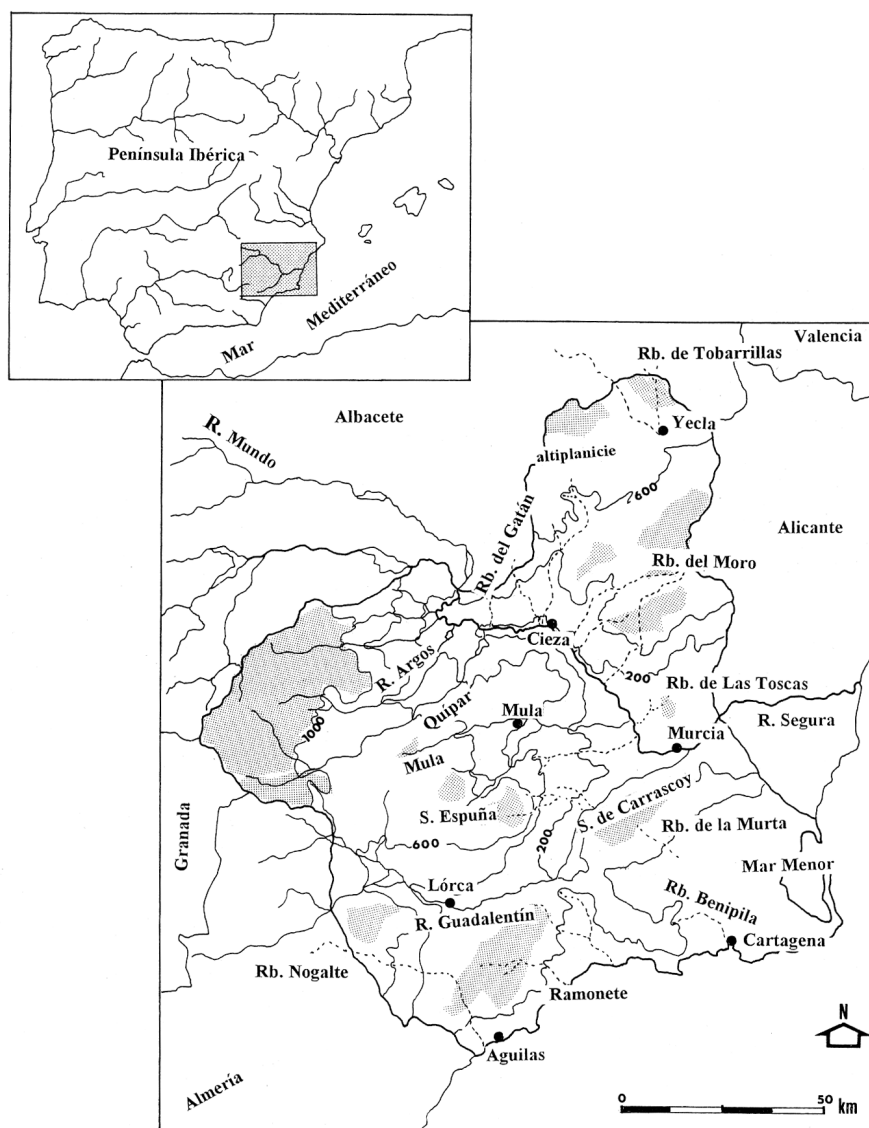 Península Ibérica
Mar Mediterráneo
Valencia
Rb. de Tobarrillas
Albacete
Yecla
R. Mundo
altiplanicie
600
Rb. del Gatán
Alicante
Rb. del Moro
Cieza
R. Argos
200
Rb. de Las Toscas
Quípar
Mula
R. Segura
1000
Murcia
Mula
S. de Carrascoy
S. Espuña
Rb. de la Murta
Granada
600
200
Mar Menor
Lórca
Rb. Benipila
R. Guadalentín
Cartagena
Rb. Nogalte
Ramonete
N
Aguilas
Almería
0 50 km